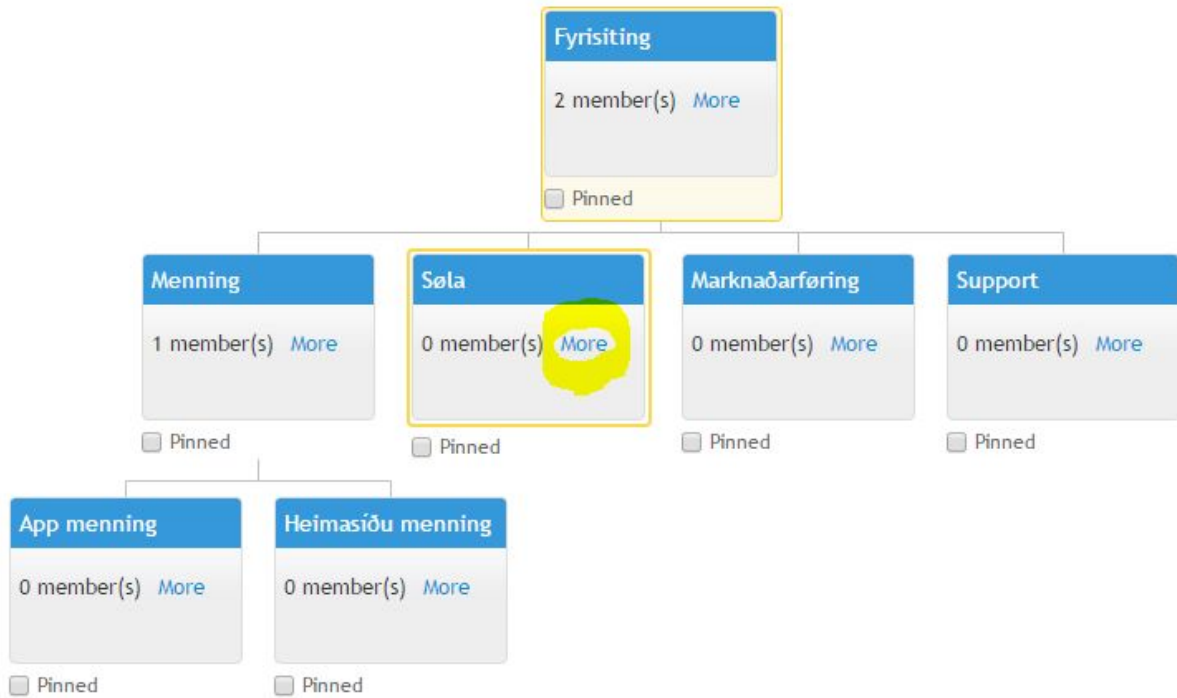 Fyrisiting
2 member(s) More
Pinned
Menning
1 member(s) More
Pinned
Søla
0 member(s) More
Pinned
Marknaðarføring
0 member(s) More
Pinned
Support
0 member(s) More
Pinned
App menning
0 member(s) More
Pinned
Heimasíðu menning
0 member(s) More
Pinned